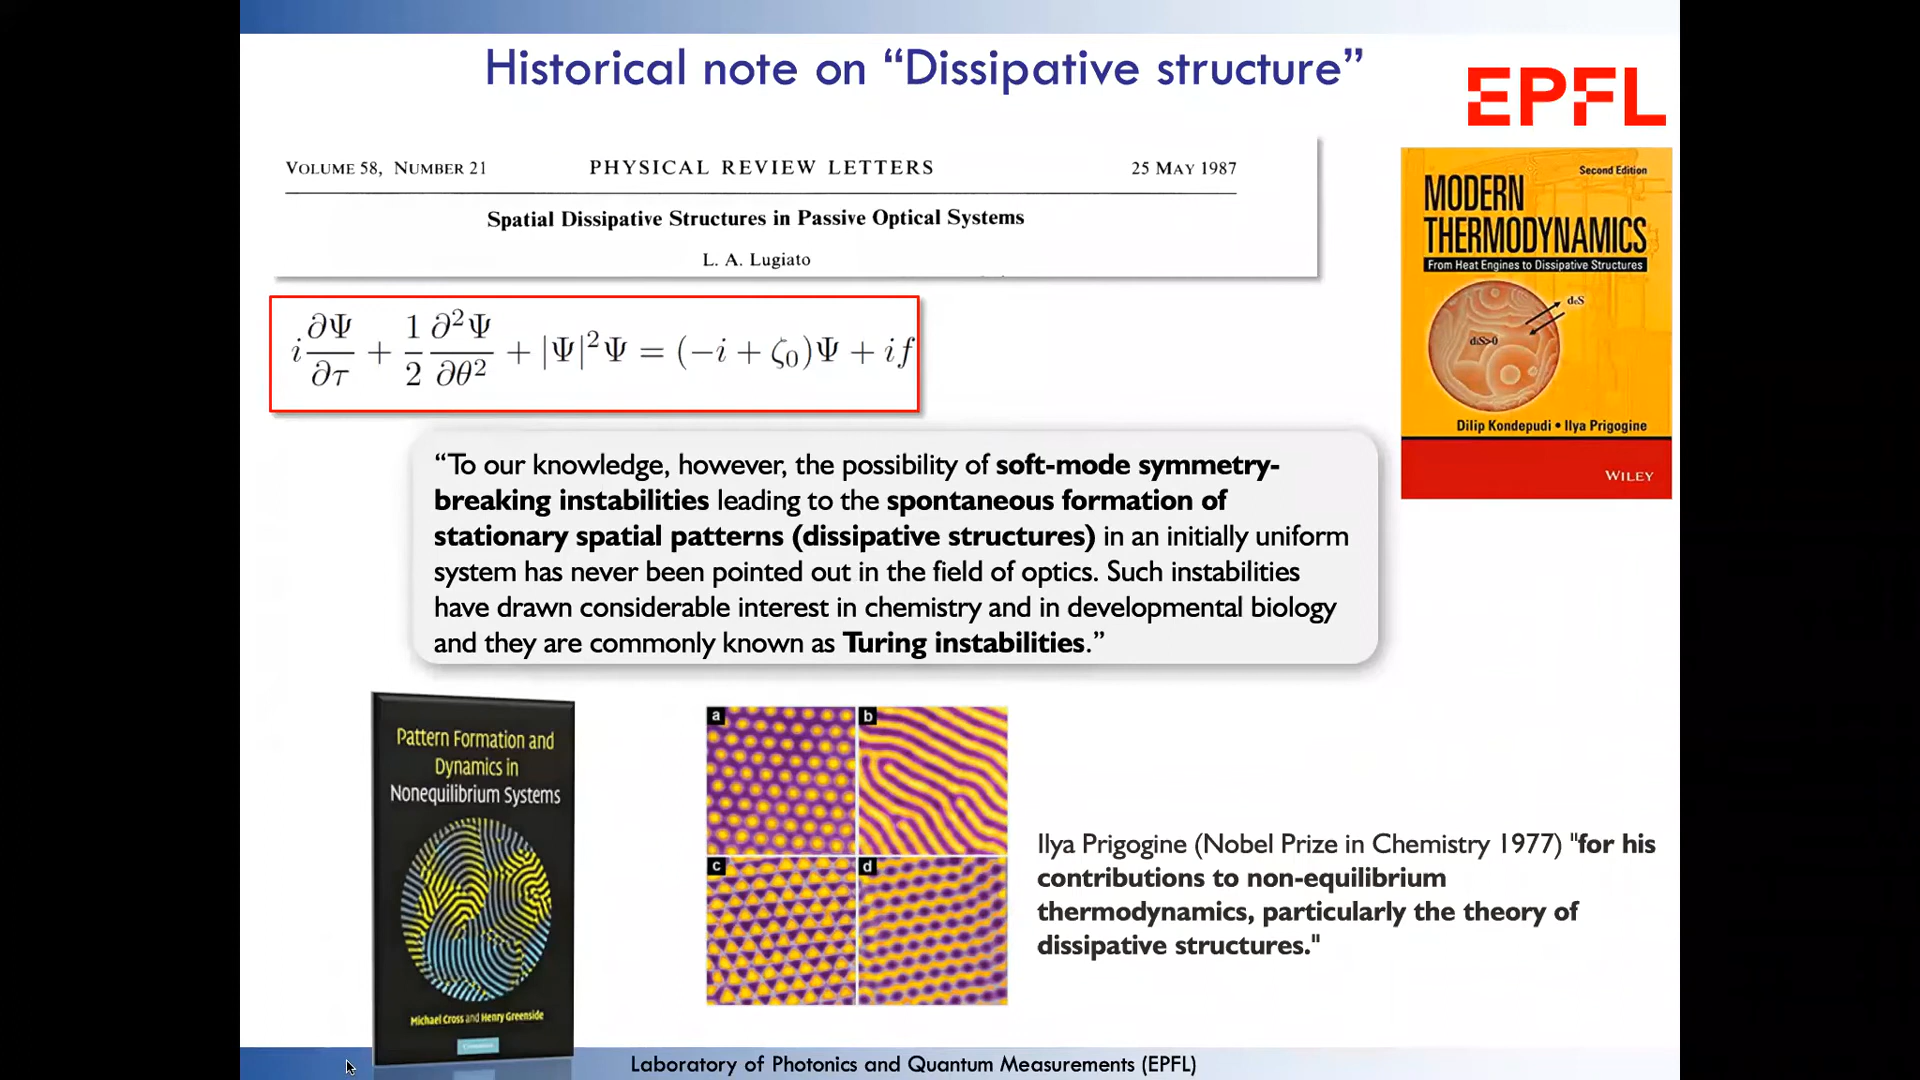 Historical note on “Dissipative structure”
EPFL
VOLUME 58, NUMBER 21 PHYSICAL REVIEW LETTERS 25 MAY 1987
Spatial Dissipative Structures in Passive Optical Systems
L. A. Lugiato
i ∂Ψ/∂τ + 1/2 ∂²Ψ/∂θ² + |Ψ|²Ψ = (−i + ζ₀)Ψ + if
Second Edition
MODERN
THERMODYNAMICS
From Heat Engines to Dissipative Structures
dₑS
dᵢS>0
Dilip Kondepudi • Ilya Prigogine
WILEY
“To our knowledge, however, the possibility of soft-mode symmetry-
breaking instabilities leading to the spontaneous formation of
stationary spatial patterns (dissipative structures) in an initially uniform
system has never been pointed out in the field of optics. Such instabilities
have drawn considerable interest in chemistry and in developmental biology
and they are commonly known as Turing instabilities.”
Pattern Formation and
Dynamics in
Nonequilibrium Systems
Michael Cross and Henry Greenside
a
b
c
d
Ilya Prigogine (Nobel Prize in Chemistry 1977) "for his
contributions to non-equilibrium
thermodynamics, particularly the theory of
dissipative structures."
Laboratory of Photonics and Quantum Measurements (EPFL)